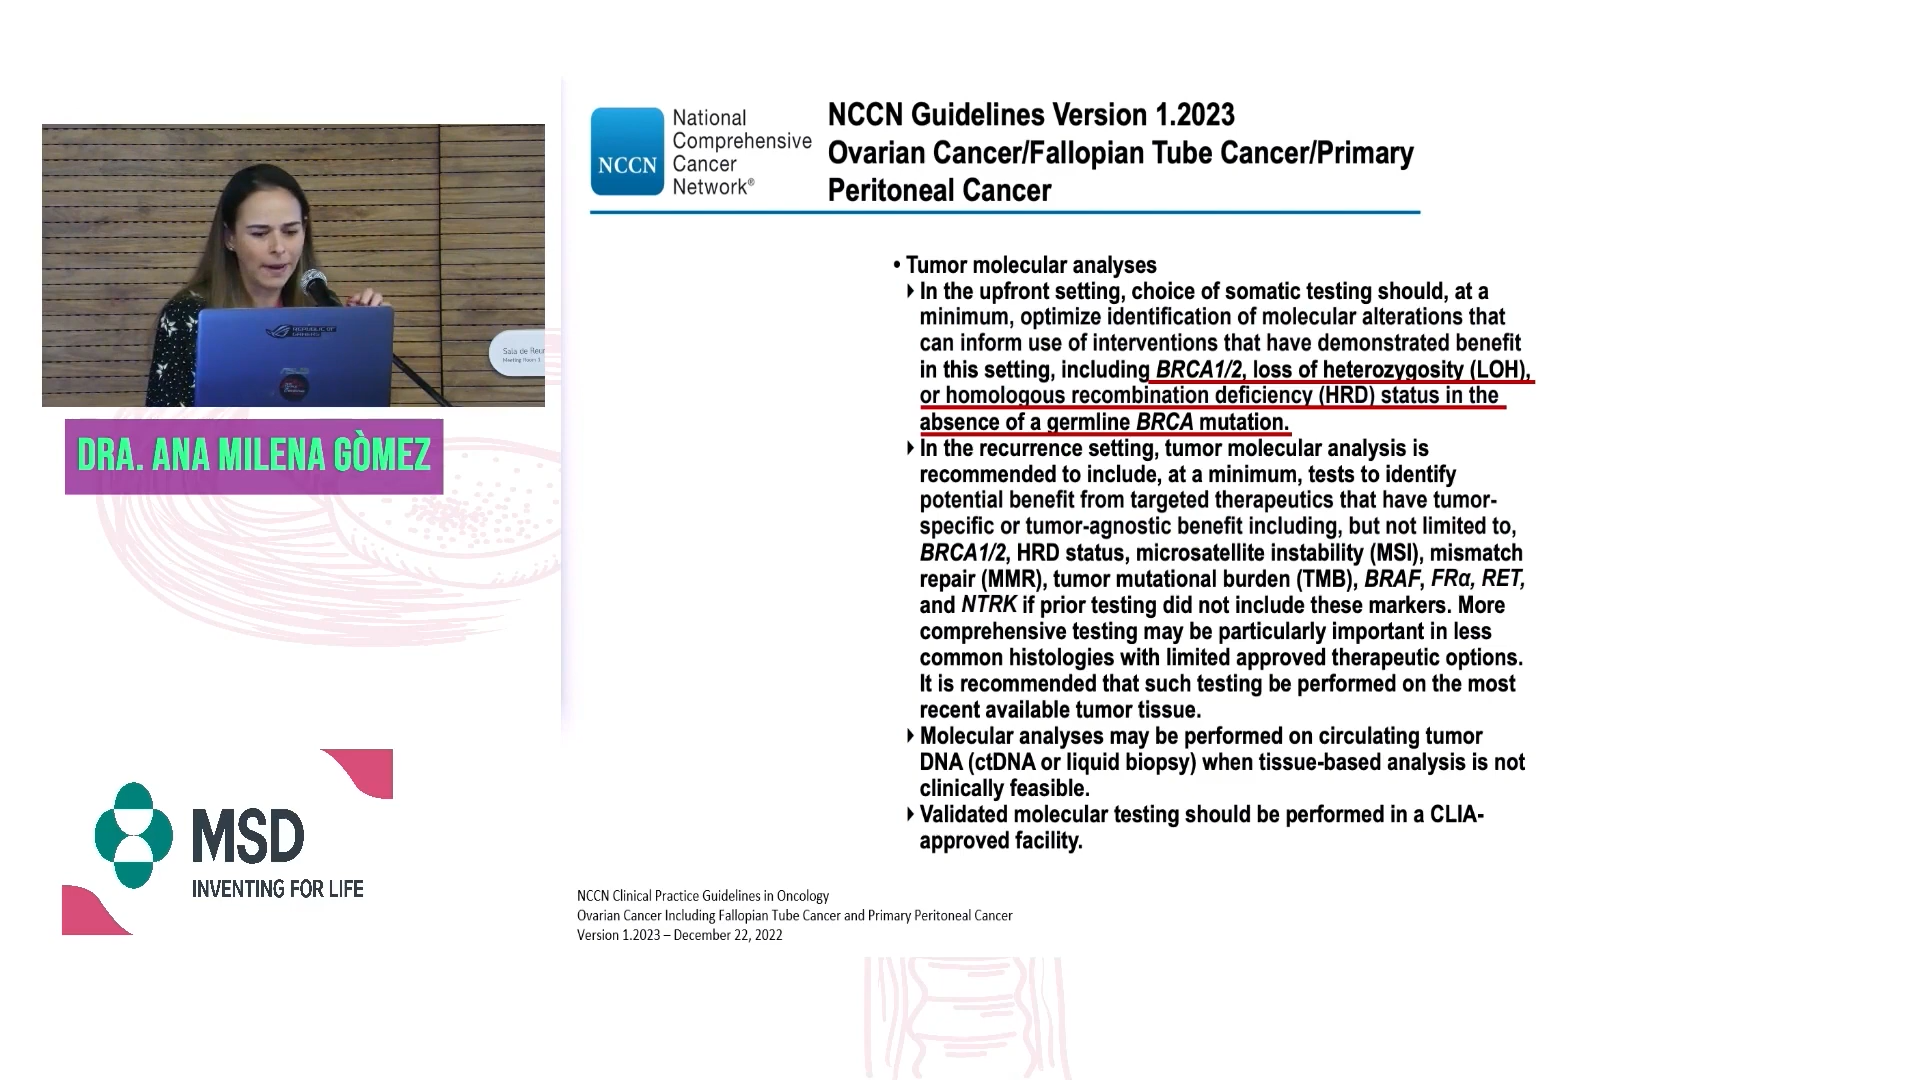 NCCN
National
Comprehensive
Cancer
Network®
NCCN Guidelines Version 1.2023
Ovarian Cancer/Fallopian Tube Cancer/Primary
Peritoneal Cancer
• Tumor molecular analyses
In the upfront setting, choice of somatic testing should, at a
minimum, optimize identification of molecular alterations that
can inform use of interventions that have demonstrated benefit
in this setting, including BRCA1/2, loss of heterozygosity (LOH),
or homologous recombination deficiency (HRD) status in the
absence of a germline BRCA mutation.
In the recurrence setting, tumor molecular analysis is
recommended to include, at a minimum, tests to identify
potential benefit from targeted therapeutics that have tumor-
specific or tumor-agnostic benefit including, but not limited to,
BRCA1/2, HRD status, microsatellite instability (MSI), mismatch
repair (MMR), tumor mutational burden (TMB), BRAF, FRα, RET,
and NTRK if prior testing did not include these markers. More
comprehensive testing may be particularly important in less
common histologies with limited approved therapeutic options.
It is recommended that such testing be performed on the most
recent available tumor tissue.
Molecular analyses may be performed on circulating tumor
DNA (ctDNA or liquid biopsy) when tissue-based analysis is not
clinically feasible.
Validated molecular testing should be performed in a CLIA-
approved facility.
NCCN Clinical Practice Guidelines in Oncology
Ovarian Cancer Including Fallopian Tube Cancer and Primary Peritoneal Cancer
Version 1.2023 – December 22, 2022
REPUBLIC OF
GAMERS
Sala de Reun
Meeting Room 1
DRA. ANA MILENA GÒMEZ
MSD
INVENTING FOR LIFE